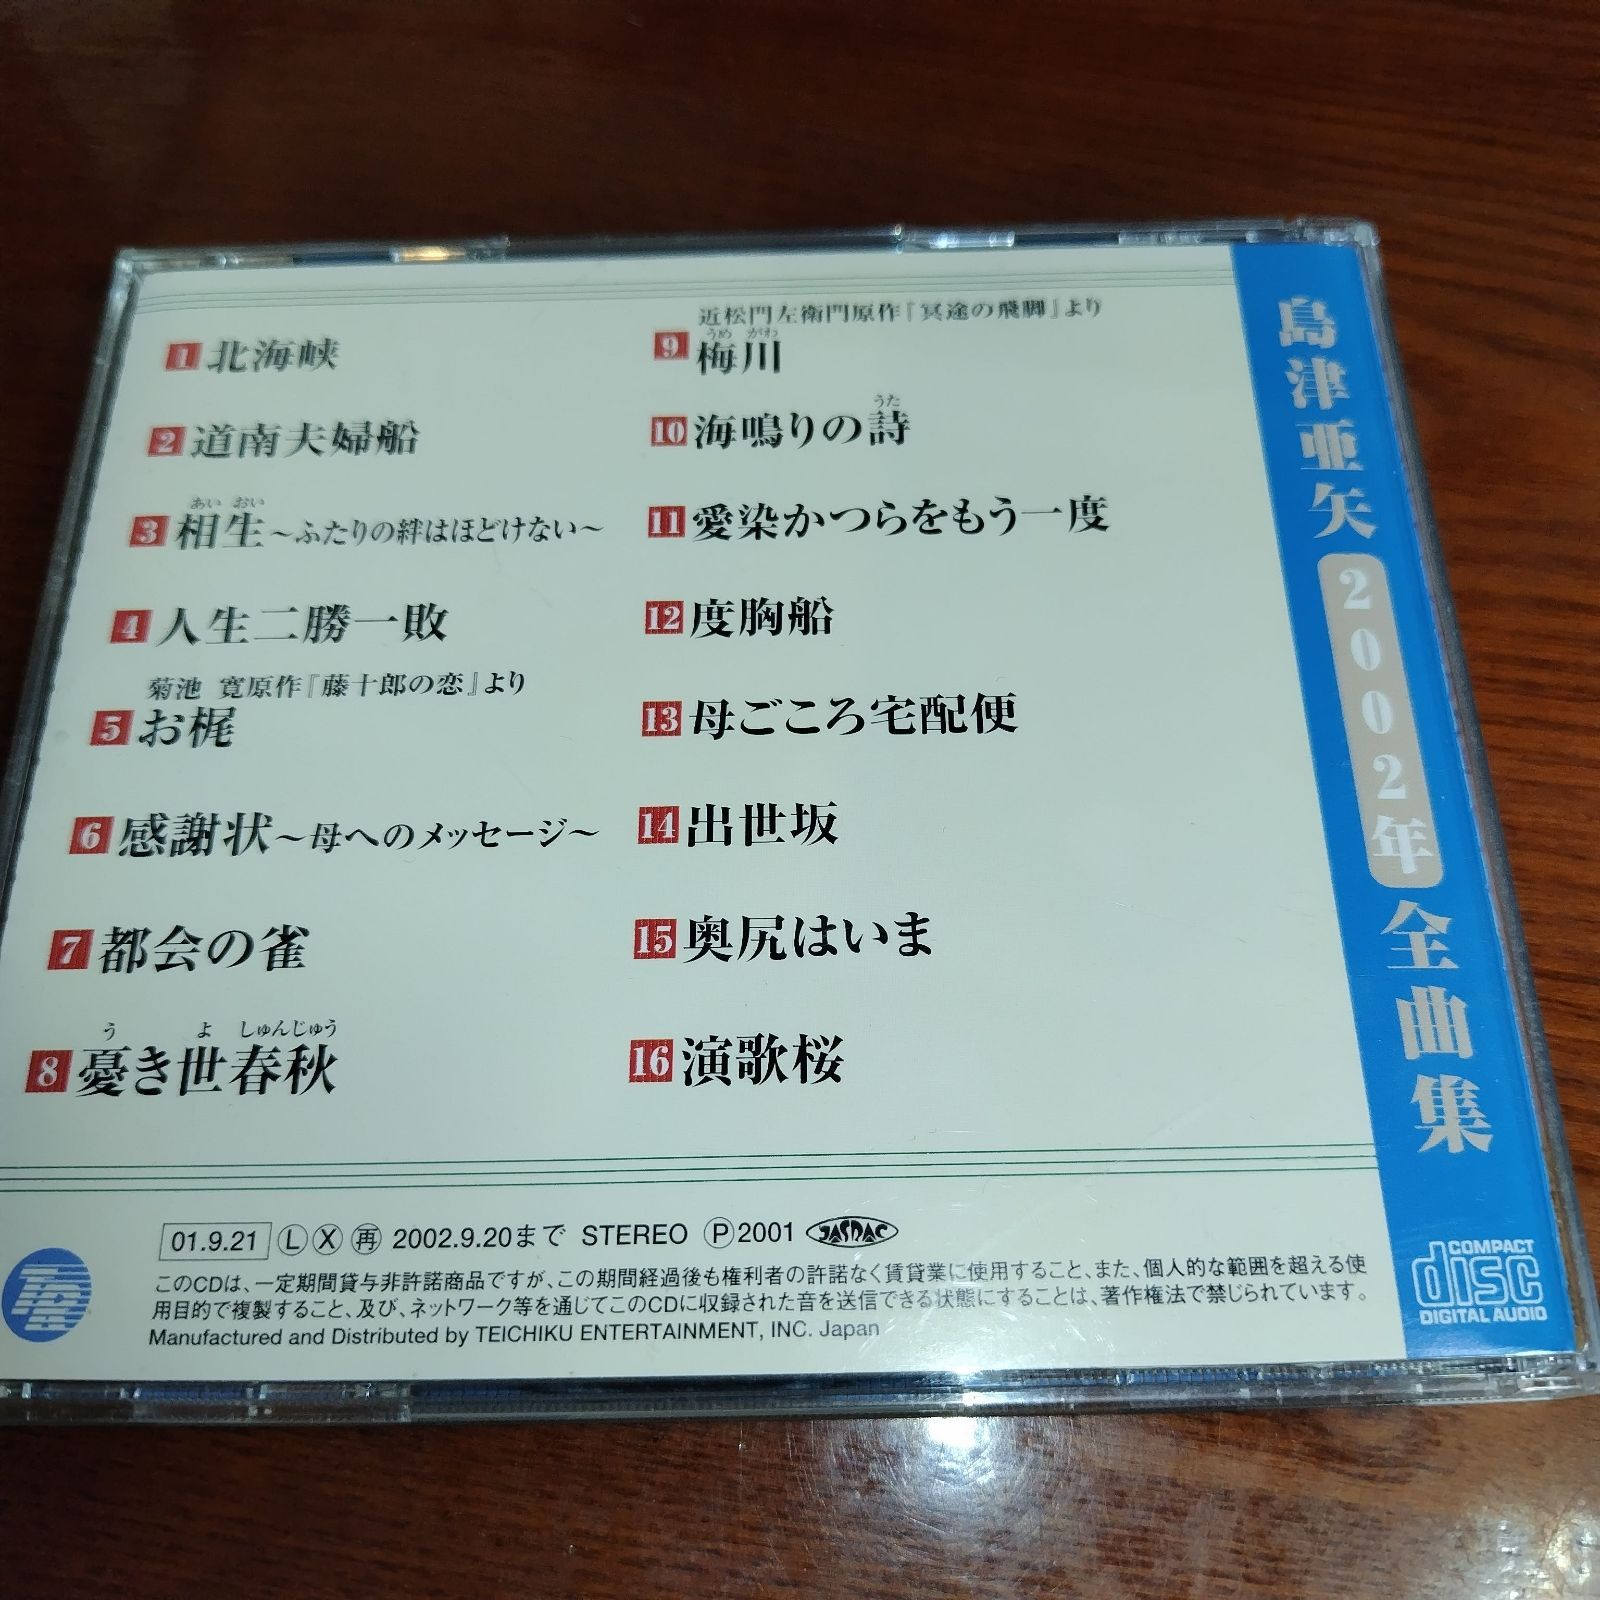 1 北海峡
2 道南夫婦船
あい おい
3 相生～ふたりの絆はほどけない～
4 人生二勝一敗
菊池 寛原作『藤十郎の恋』より
5 お梶
6 感謝状～母へのメッセージ～
7 都会の雀
う よ しゅんじゅう
8 憂き世春秋
近松門左衛門原作『冥途の飛脚』より
うめ がわ
9 梅川
うた
10 海鳴りの詩
11 愛染かつらをもう一度
12 度胸船
13 母ごころ宅配便
14 出世坂
15 奥尻はいま
16 演歌桜
島津亜矢2002年全曲集
01.9.21 Ⓛ Ⓧ ㊢ 2002.9.20まで STEREO Ⓟ2001 JASRAC
このCDは、一定期間貸与非許諾商品ですが、この期間経過後も権利者の許諾なく賃貸業に使用すること、また、個人的な範囲を超える使
用目的で複製すること、及び、ネットワーク等を通じてこのCDに収録された音を送信できる状態にすることは、著作権法で禁じられています。
Manufactured and Distributed by TEICHIKU ENTERTAINMENT, INC. Japan
COMPACT
disc
DIGITAL AUDIO